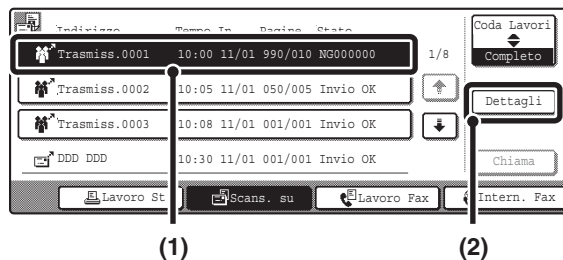 Indirizzo Tempo In. Pagine Stato
Coda Lavori
Completo
Trasmiss.0001 10:00 11/01 990/010 NG000000
1/8
Trasmiss.0002 10:05 11/01 050/005 Invio OK
Dettagli
Trasmiss.0003 10:08 11/01 001/001 Invio OK
DDD DDD 10:30 11/01 001/001 Invio OK
Chiama
Lavoro St Scans. su Lavoro Fax Intern. Fax
(1) (2)